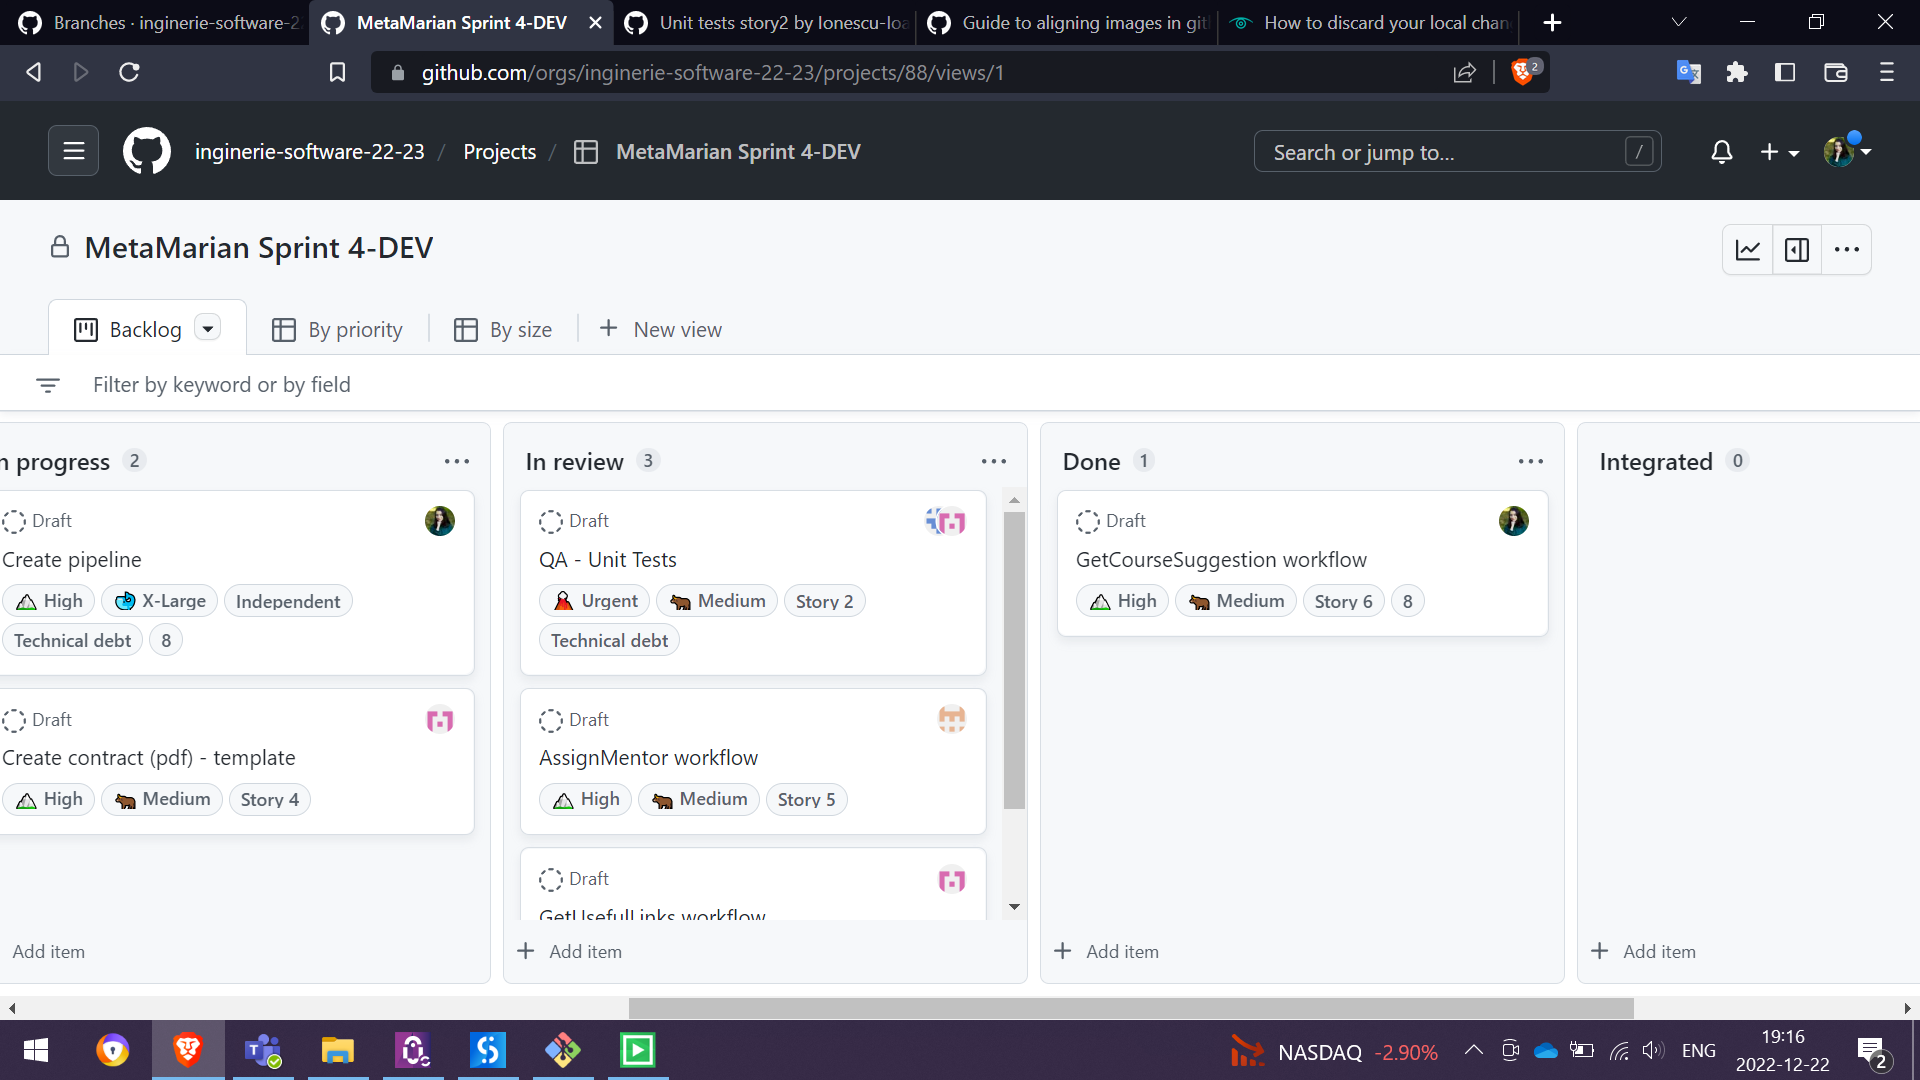 Branches · inginerie-software-2
MetaMarian Sprint 4-DEV
Unit tests story2 by Ionescu-Ioa
Guide to aligning images in git
How to discard your local chan
github.com/orgs/inginerie-software-22-23/projects/88/views/1
2
inginerie-software-22-23 / Projects / MetaMarian Sprint 4-DEV
Search or jump to...
/
MetaMarian Sprint 4-DEV
Backlog
By priority
By size
New view
Filter by keyword or by field
n progress 2
Draft
Create pipeline
High X-Large Independent
Technical debt 8
Draft
Create contract (pdf) - template
High Medium Story 4
Add item
In review 3
Draft
QA - Unit Tests
Urgent Medium Story 2
Technical debt
Draft
AssignMentor workflow
High Medium Story 5
Draft
GetUsefulLinks workflow
Add item
Done 1
Draft
GetCourseSuggestion workflow
High Medium Story 6 8
Add item
Integrated 0
Add item
NASDAQ -2.90%
ENG
19:16
2022-12-22
2